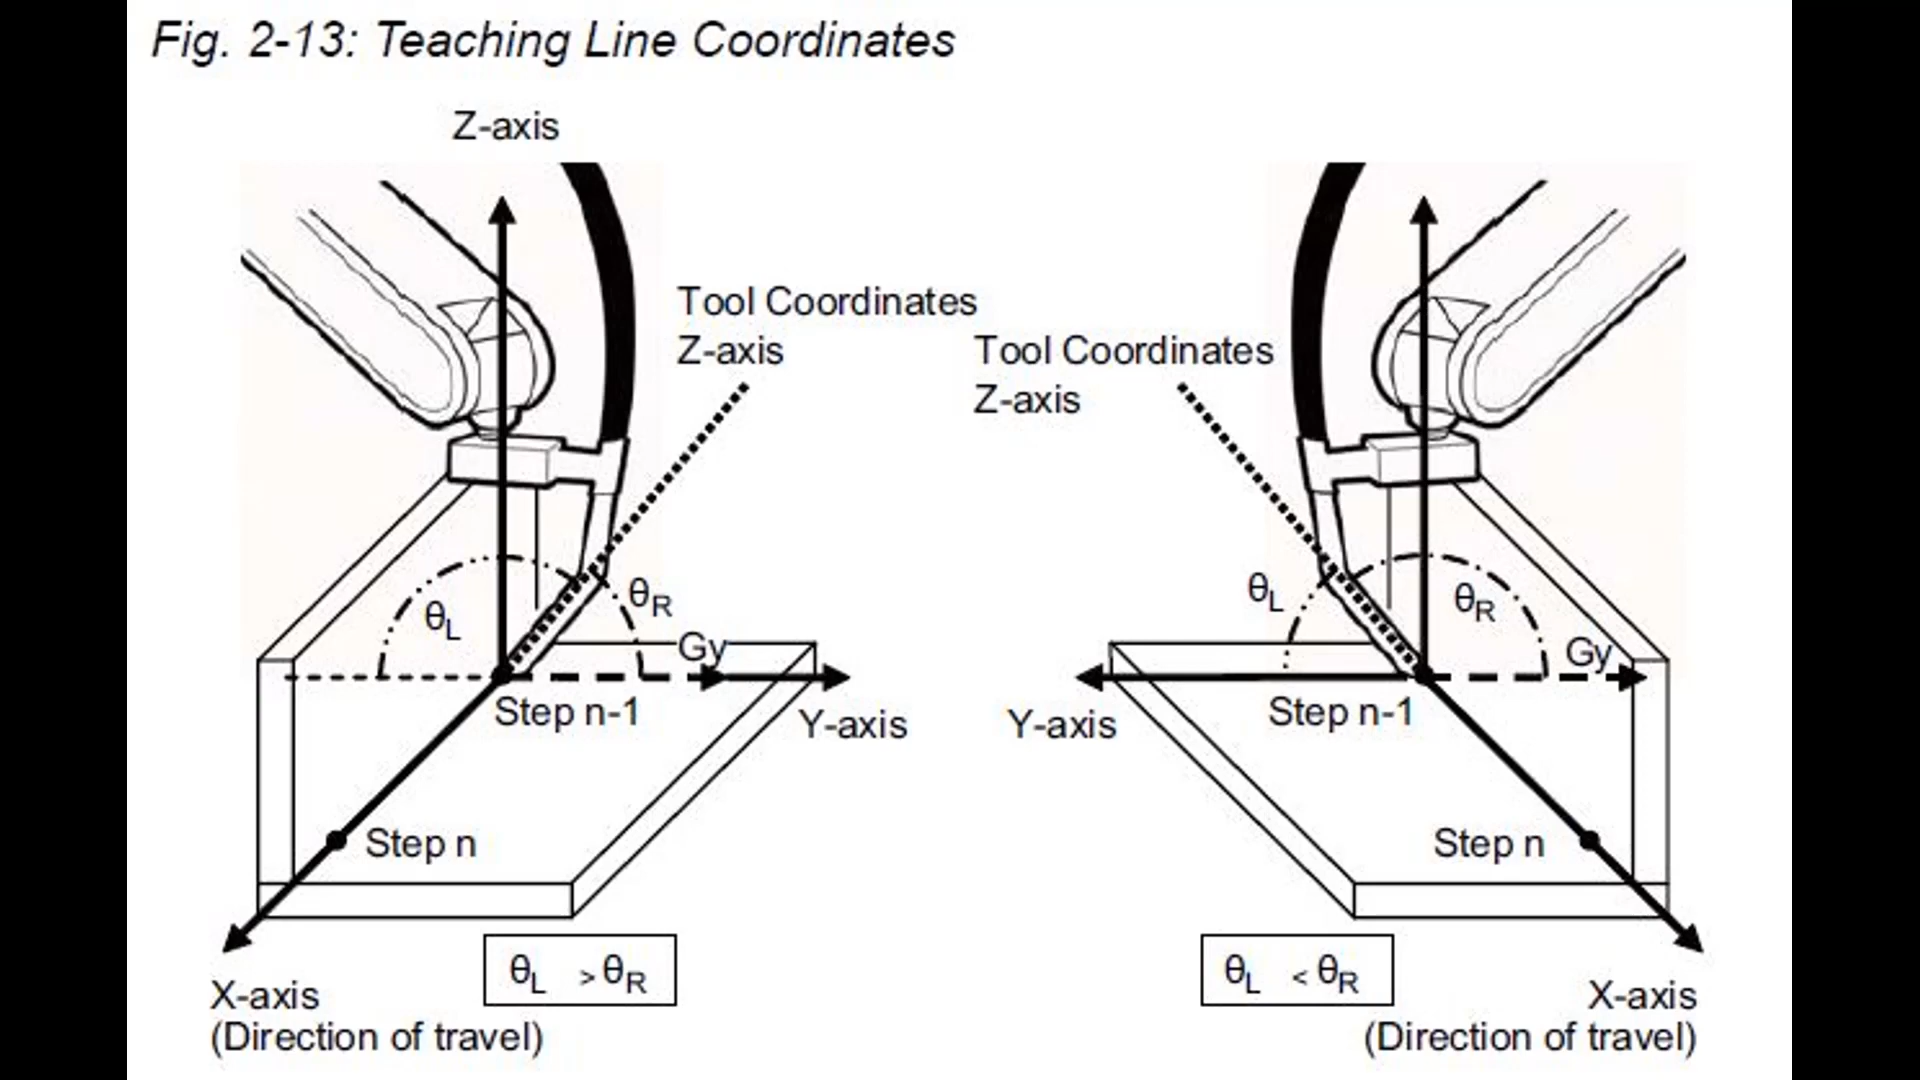 Fig. 2-13: Teaching Line Coordinates
Z-axis
Tool Coordinates
Z-axis
θL
θR
Gy
Step n-1
Y-axis
Step n
θL > θR
X-axis
(Direction of travel)
Tool Coordinates
Z-axis
θL
θR
Gy
Y-axis
Step n-1
Step n
θL < θR
X-axis
(Direction of travel)